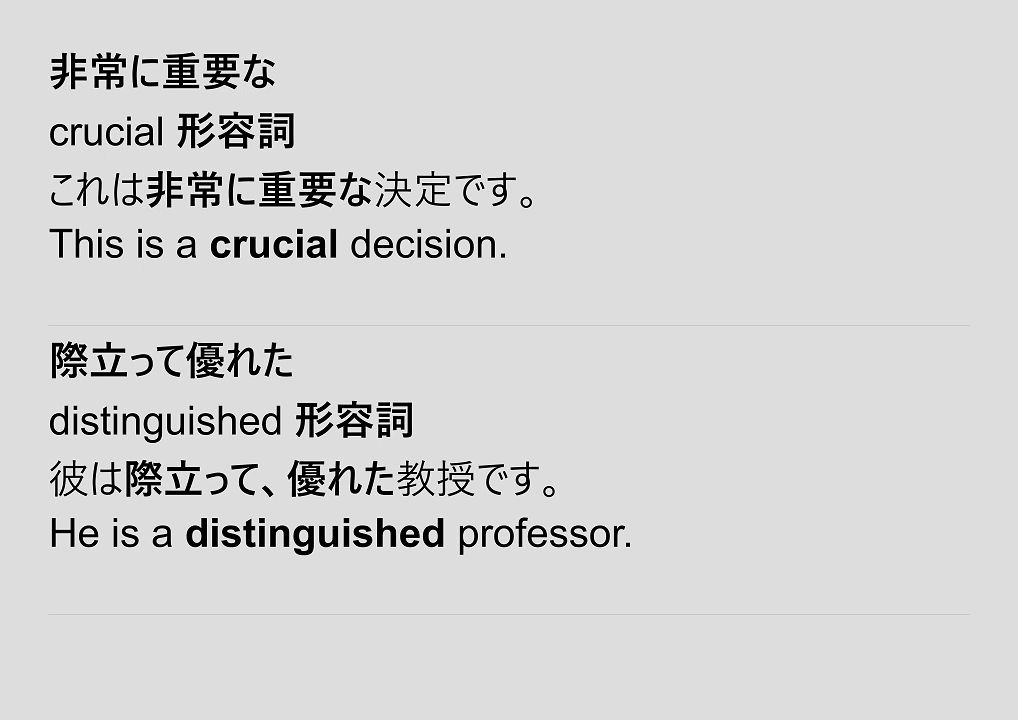 非常に重要な
crucial 形容詞
これは非常に重要な決定です。
This is a crucial decision.
際立って優れた
distinguished 形容詞
彼は際立って、優れた教授です。
He is a distinguished professor.